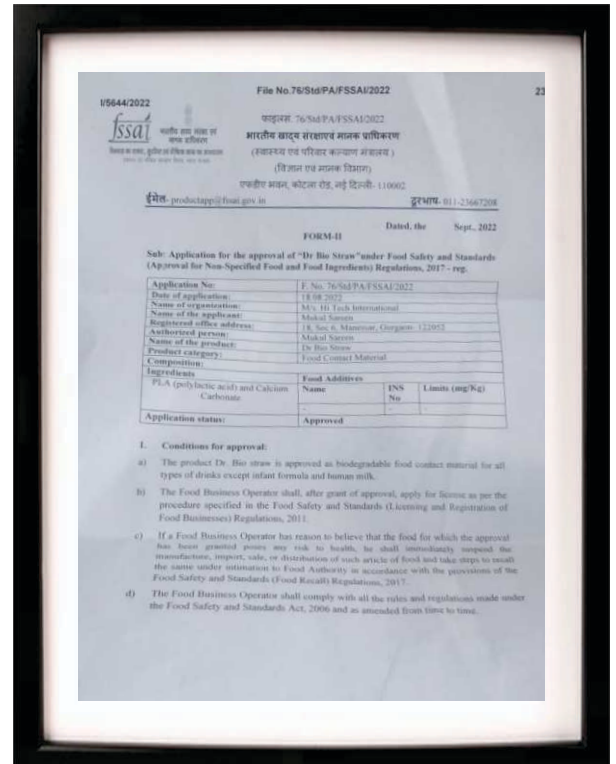 File No.76/Std/PA/FSSAI/2022
I/5644/2022
23
फाइलसं. 76/Std/PA/FSSAI/2022
fssai
भारतीय खाद्य संरक्षा एवं मानक प्राधिकरण
(स्वास्थ्य एवं परिवार कल्याण मंत्रालय )
(विज्ञान एवं मानक विभाग)
एफडीए भवन, कोटला रोड, नई दिल्ली- 110002
ईमेल- productapp@fssai.gov.in
दूरभाष- 011-23667208
Dated, the Sept., 2022
FORM-II
Sub: Application for the approval of "Dr Bio Straw"under Food Safety and Standards
(Approval for Non-Specified Food and Food Ingredients) Regulations, 2017 - reg.
Application No: F. No. 76/Std/PA/FSSAI/2022
Date of application: 18.08.2022
Name of organization: M/s. Hi Tech International
Name of the applicant: Mukul Sareen
Registered office address: 18, Sec 6, Manesar, Gurgaon- 122052
Authorized person: Mukul Sareen
Name of the product: Dr Bio Straw
Product category: Food Contact Material
Composition:
Ingredients Food Additives
PLA (polylactic acid) and Calcium Carbonate
Name INS No Limits (mg/Kg)
- - -
Application status: Approved
I. Conditions for approval:
a) The product Dr. Bio straw is approved as biodegradable food contact material for all
types of drinks except infant formula and human milk.
b) The Food Business Operator shall, after grant of approval, apply for license as per the
procedure specified in the Food Safety and Standards (Licensing and Registration of
Food Businesses) Regulations, 2011.
c) If a Food Business Operator has reason to believe that the food for which the approval
has been granted poses any risk to health, he shall immediately suspend the
manufacture, import, sale, or distribution of such article of food and take steps to recall
the same under intimation to Food Authority in accordance with the provisions of the
Food Safety and Standards (Food Recall) Regulations, 2017.
d) The Food Business Operator shall comply with all the rules and regulations made under
the Food Safety and Standards Act, 2006 and as amended from time to time.